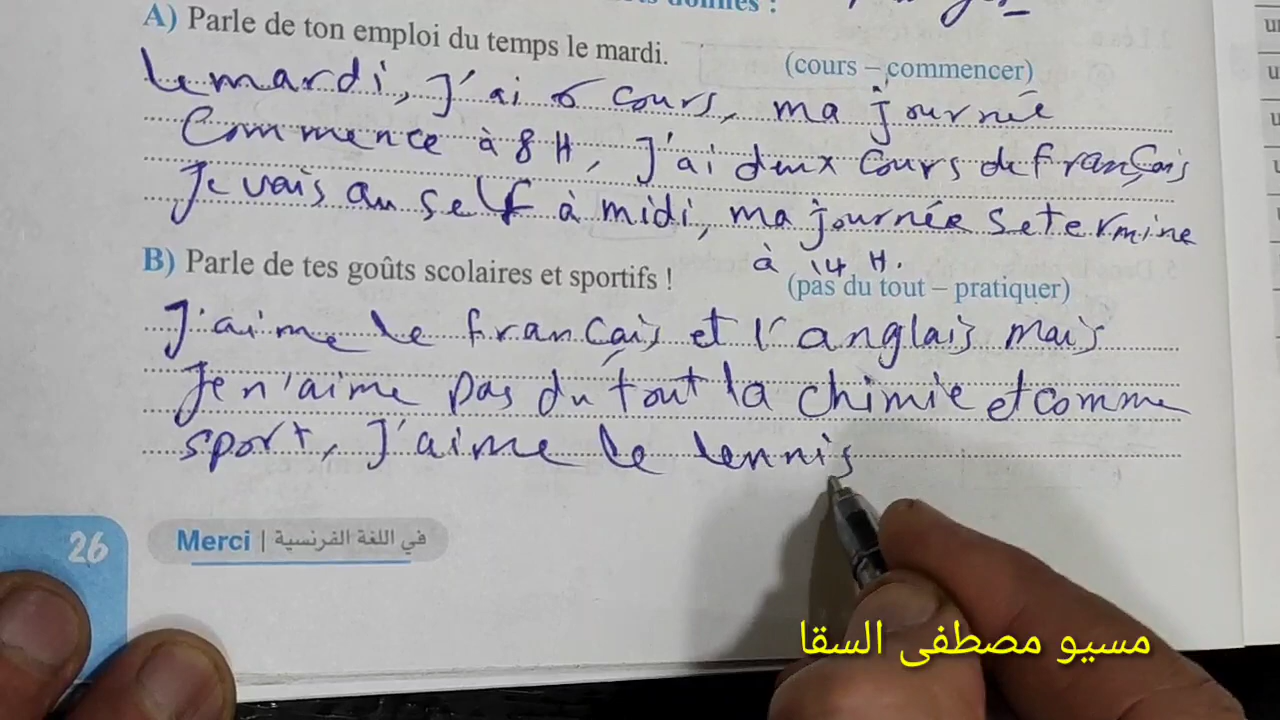 donnés :
A) Parle de ton emploi du temps le mardi.
(cours – commencer)
le mardi, J'ai 6 cours, ma journée
Commence à 8 H, J'ai deux cours de français
Je vais au self à midi, ma journée se termine
à 14 H.
B) Parle de tes goûts scolaires et sportifs !
(pas du tout – pratiquer)
J'aime le français et l'anglais mais
Je n'aime pas du tout la chimie et comme
sport, J'aime le tennis
26
Merci | في اللغة الفرنسية
مسيو مصطفى السقا